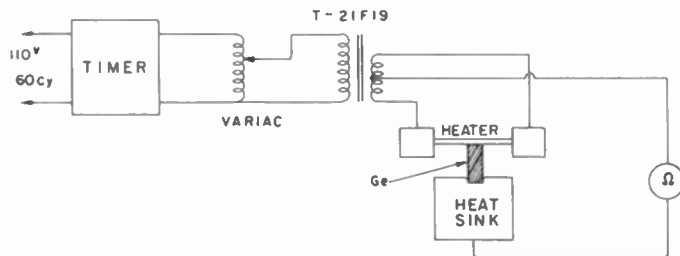 T-21F19
110V
60Cy
TIMER
VARIAC
HEATER
Ge
HEAT
SINK
Ω